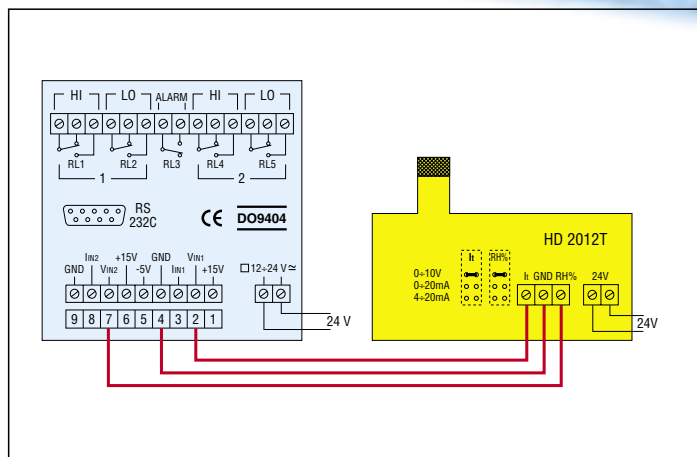 HI LO ALARM HI LO
RL1 RL2 RL3 RL4 RL5
1 2
RS
232C
CE DO9404
IIN2 +15V GND VIN1
GND VIN2 -5V IIN1 +15V
12÷24 V≃
9 8 7 6 5 4 3 2 1
24 V
HD 2012T
It RH%
0÷10V
0÷20mA
4÷20mA
It GND RH% 24V
24V